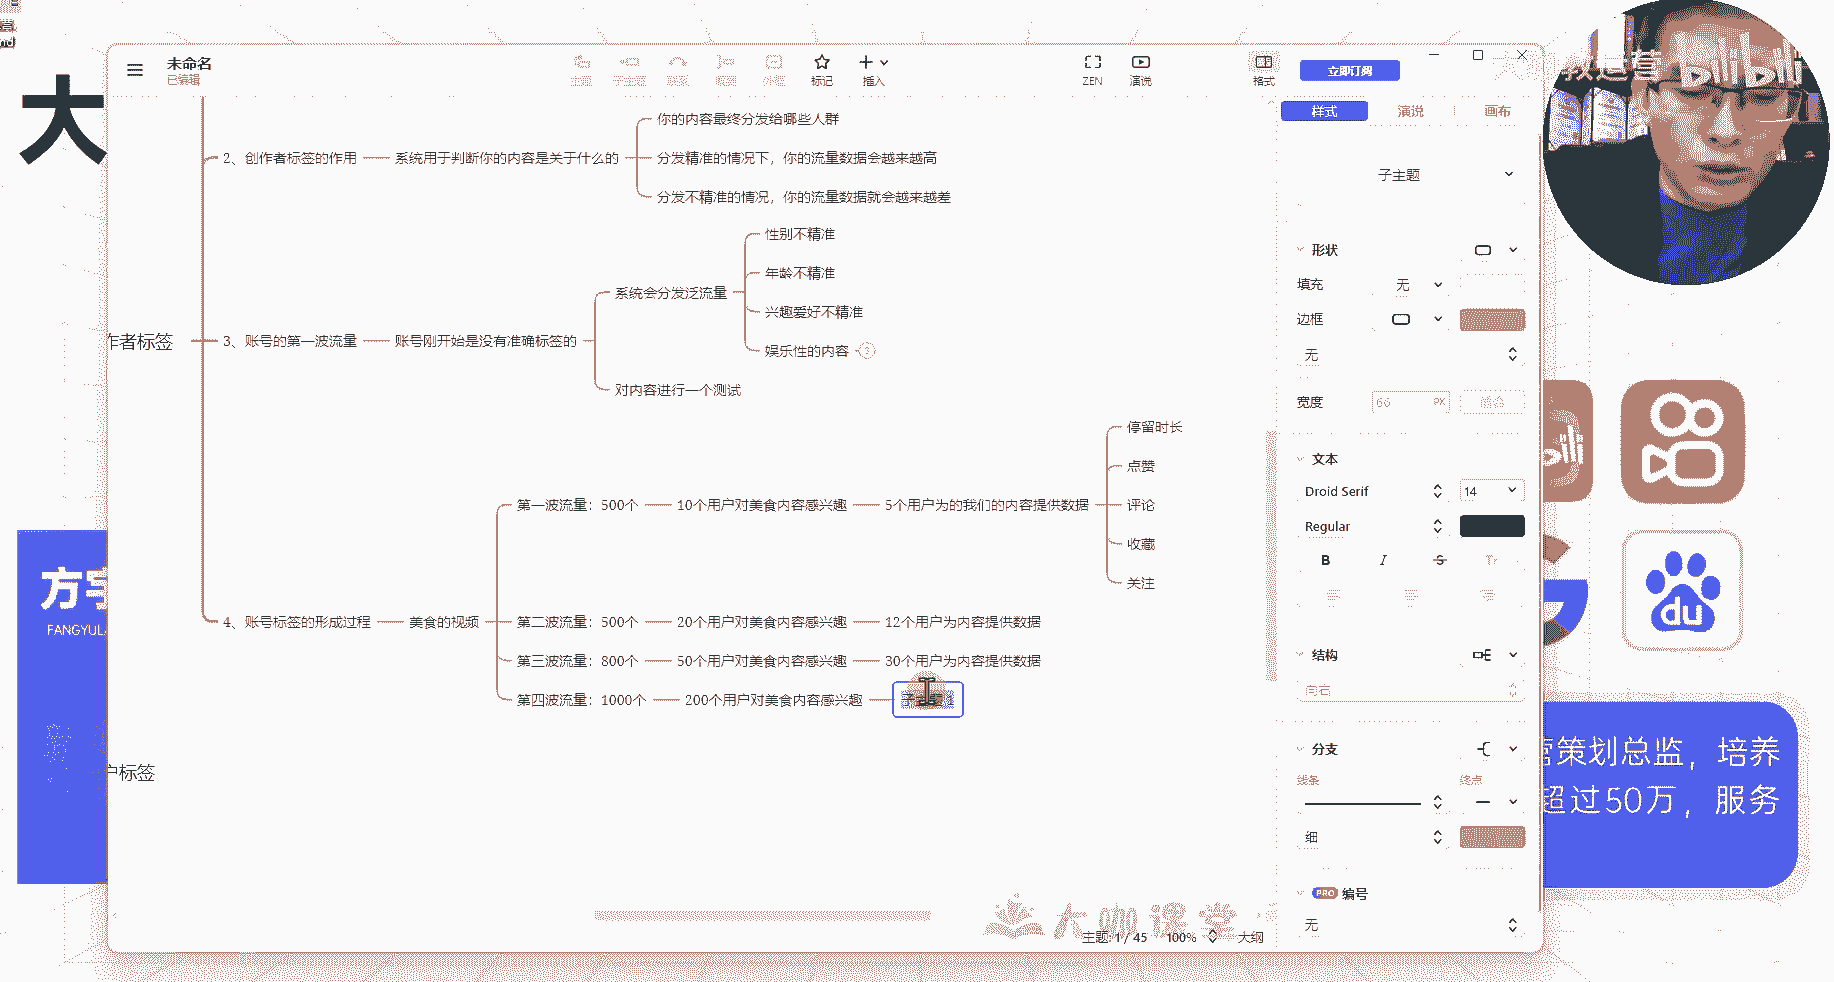 大
未命名
已编辑
标记
插入
ZEN
演说
格式
立即订阅
教运营
bilibili
样式
演说
画布
你的内容最终分发给哪些人群
2、创作者标签的作用
系统用于判断你的内容是关于什么的
分发精准的情况下，你的流量数据会越来越高
分发不精准的情况，你的流量数据就会越来越差
性别不精准
年龄不精准
系统会分发泛流量
兴趣爱好不精准
娱乐性的内容
作者标签
3、账号的第一波流量
账号刚开始是没有准确标签的
对内容进行一个测试
停留时长
点赞
第一波流量：500个
10个用户对美食内容感兴趣
5个用户为的我们的内容提供数据
评论
收藏
关注
4、账号标签的形成过程
美食的视频
第二波流量：500个
20个用户对美食内容感兴趣
12个用户为内容提供数据
第三波流量：800个
50个用户对美食内容感兴趣
30个用户为内容提供数据
第四波流量：1000个
200个用户对美食内容感兴趣
户标签
子主题
形状
填充
无
边框
无
宽度
66
PX
文本
Droid Serif
14
Regular
B
I
S
Tr
结构
向右
分支
线条
终点
细
PRO 编号
无
大咖课堂
主题: 1 / 45
100%
大纲
方宇
FANGYUL
du
营策划总监，培养
超过50万，服务